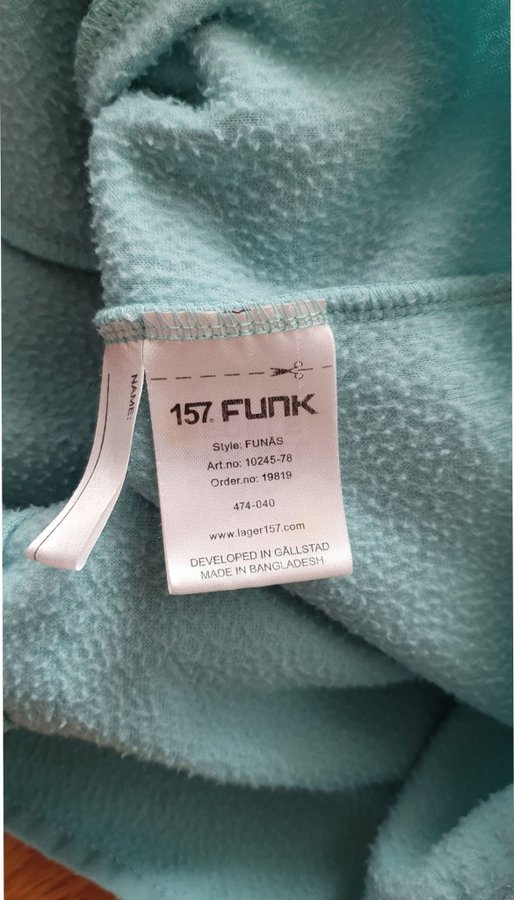 NAME:
157. FUNK
Style: FUNÄS
Art.no: 10245-78
Order.no: 19819
474-040
www.lager157.com
DEVELOPED IN GÄLLSTAD
MADE IN BANGLADESH